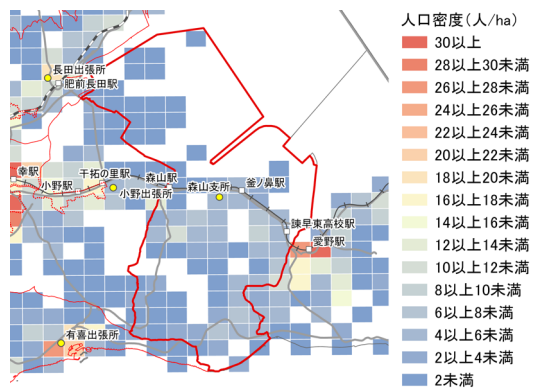 人口密度(人/ha)
30以上
28以上30未満
26以上28未満
24以上26未満
22以上24未満
20以上22未満
18以上20未満
16以上18未満
14以上16未満
12以上14未満
10以上12未満
8以上10未満
6以上8未満
4以上6未満
2以上4未満
2未満
長田出張所
肥前長田駅
幸駅
干拓の里駅
森山駅
小野駅
小野出張所
森山支所
釜ノ鼻駅
諫早東高校駅
愛野駅
有喜出張所